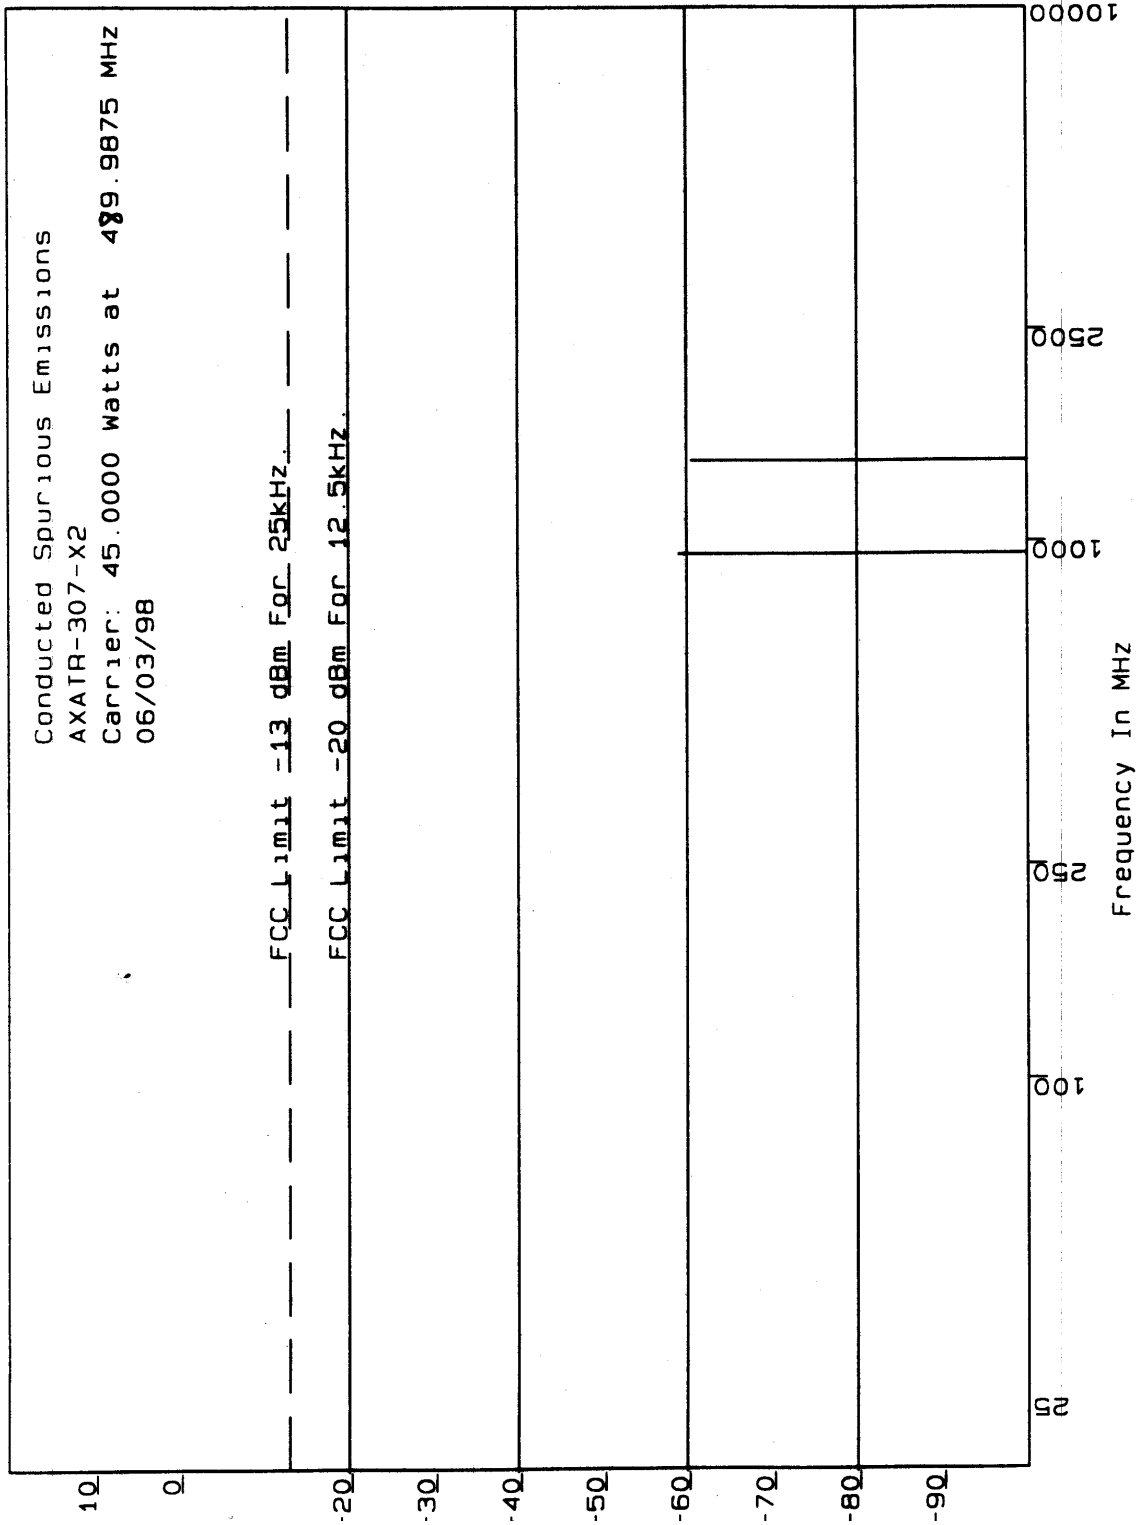 Conducted Spurious Emissions
AXATR-307-X2
Carrier: 45.0000 Watts at 489.9875 MHz
06/03/98
FCC Limit -13 dBm For 25kHz.
FCC Limit -20 dBm For 12.5kHz.
10
0
-20
-30
-40
-50
-60
-70
-80
-90
25
100
250
1000
2500
10000
Frequency In MHz